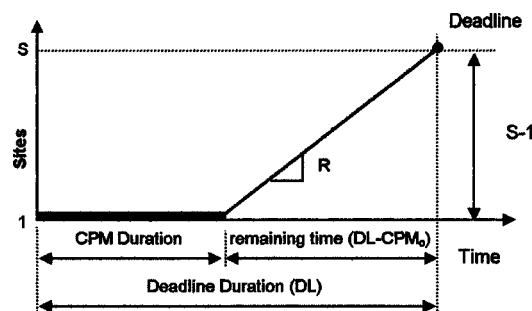 Deadline
S
Sites
S-1
R
1
CPM Duration
remaining time (DL-CPMₒ)
Time
Deadline Duration (DL)